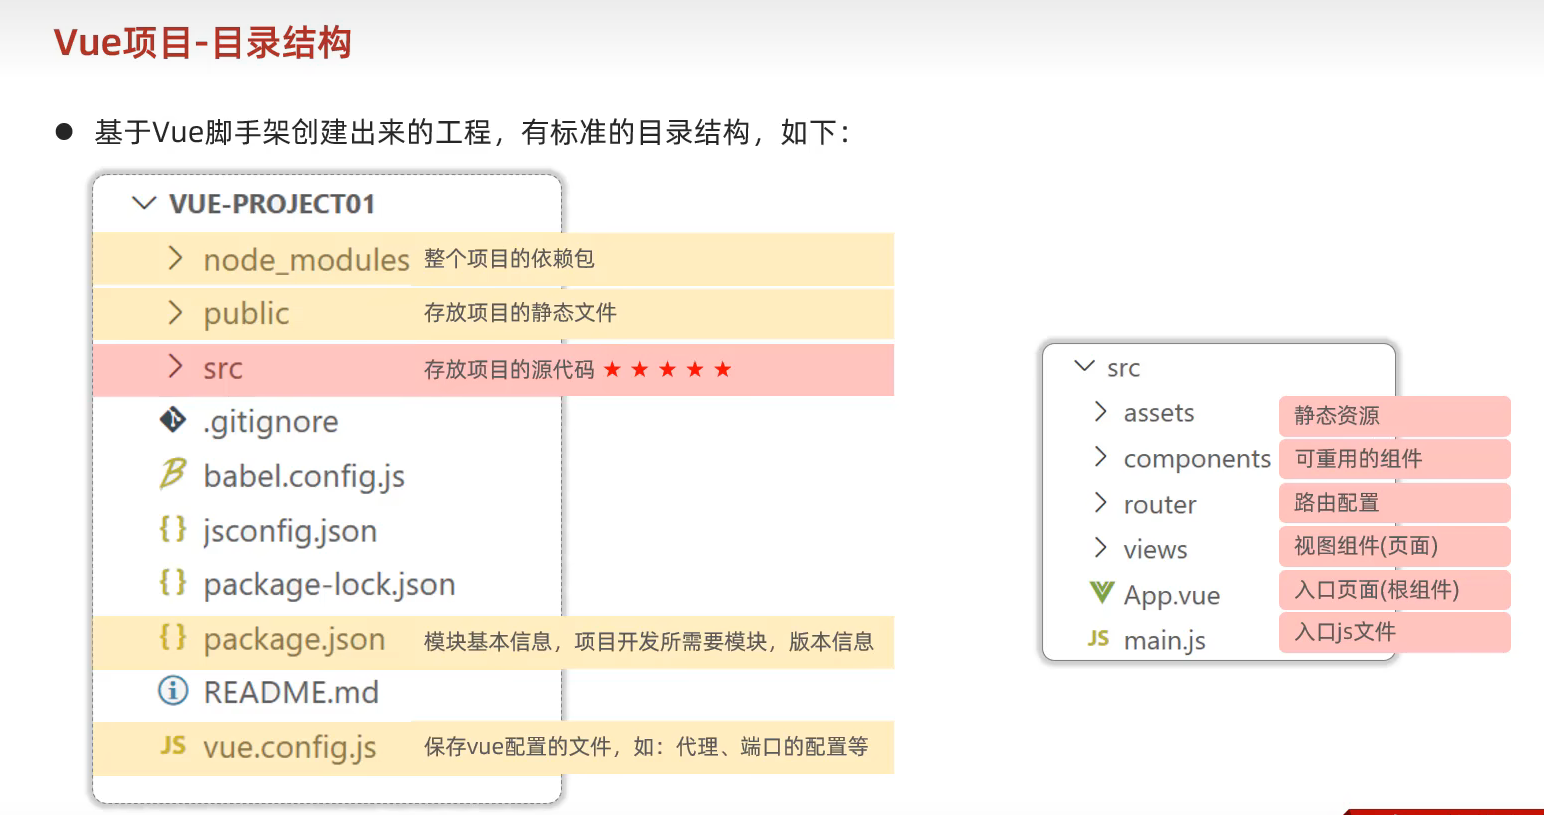 Vue项目-目录结构
● 基于Vue脚手架创建出来的工程，有标准的目录结构，如下：
VUE-PROJECT01
node_modules 整个项目的依赖包
public 存放项目的静态文件
src 存放项目的源代码 ★ ★ ★ ★ ★
.gitignore
babel.config.js
{} jsconfig.json
{} package-lock.json
{} package.json 模块基本信息，项目开发所需要模块，版本信息
README.md
JS vue.config.js 保存vue配置的文件，如：代理、端口的配置等
src
assets 静态资源
components 可重用的组件
router 路由配置
views 视图组件(页面)
App.vue 入口页面(根组件)
JS main.js 入口js文件